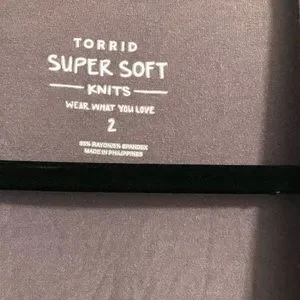 TORRID
SUPER SOFT
KNITS
WEAR WHAT YOU LOVE
2
95% RAYON/5% SPANDEX
MADE IN PHILIPPINES